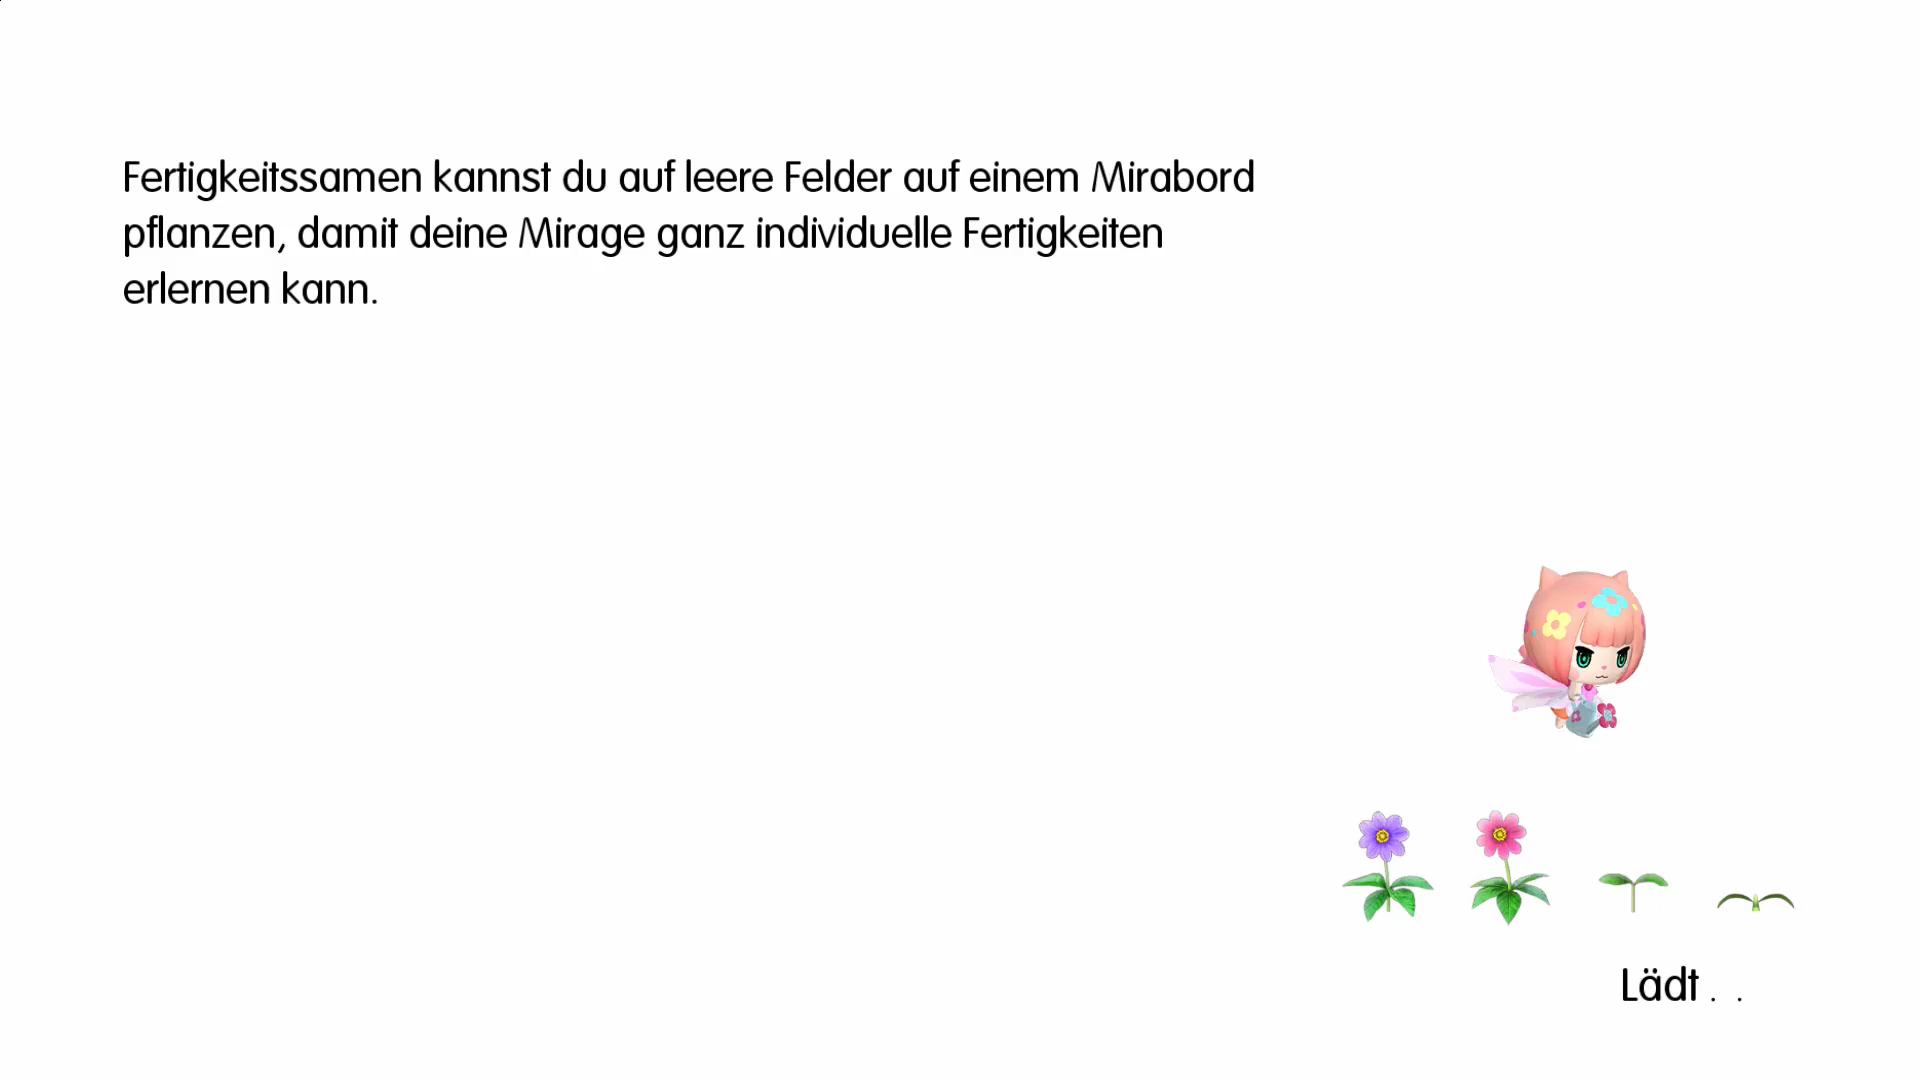 Fertigkeitssamen kannst du auf leere Felder auf einem Mirabord
pflanzen, damit deine Mirage ganz individuelle Fertigkeiten
erlernen kann.
Lädt . .